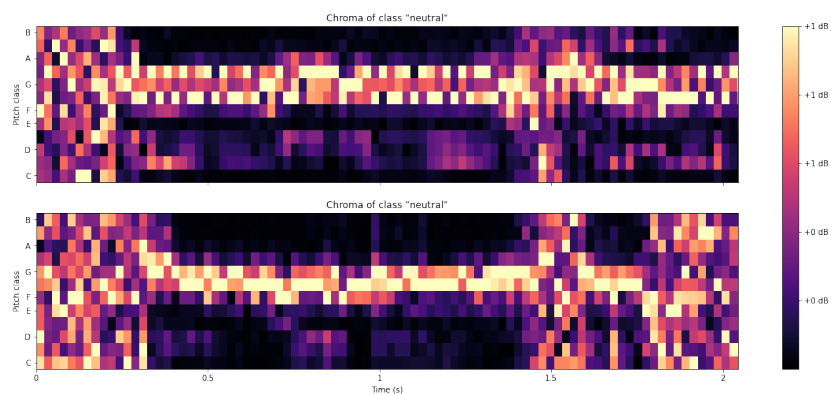 Chroma of class "neutral"
B
A
G
F
E
D
C
Pitch class
Chroma of class "neutral"
B
A
G
F
E
D
C
Pitch class
0
0.5
1
1.5
2
Time (s)
+1 dB
+1 dB
+1 dB
+0 dB
+0 dB